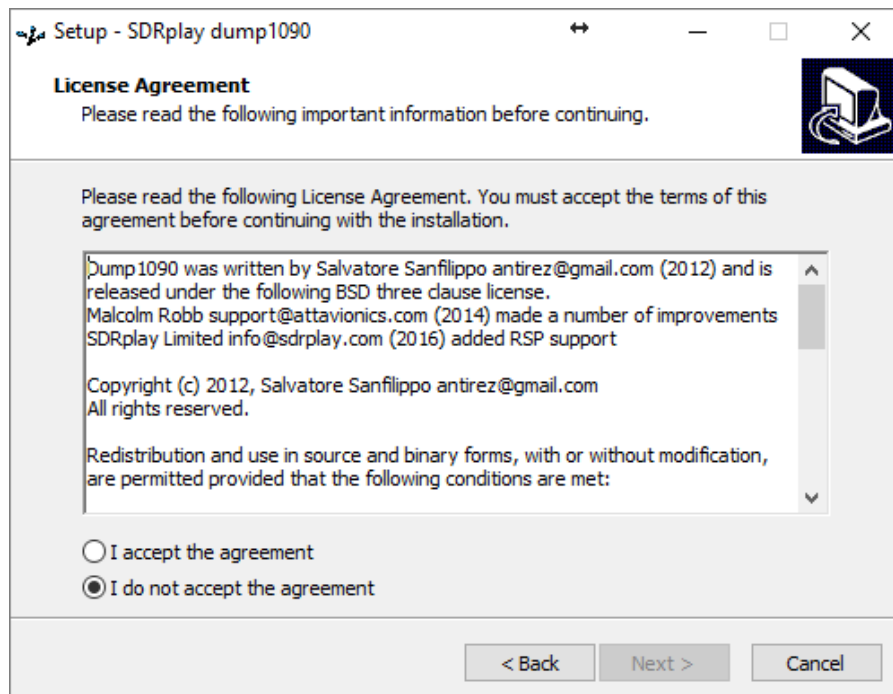 Setup - SDRplay dump1090
License Agreement
Please read the following important information before continuing.
Please read the following License Agreement. You must accept the terms of this
agreement before continuing with the installation.
Dump1090 was written by Salvatore Sanfilippo antirez@gmail.com (2012) and is
released under the following BSD three clause license.
Malcolm Robb support@attavionics.com (2014) made a number of improvements
SDRplay Limited info@sdrplay.com (2016) added RSP support
Copyright (c) 2012, Salvatore Sanfilippo antirez@gmail.com
All rights reserved.
Redistribution and use in source and binary forms, with or without modification,
are permitted provided that the following conditions are met:
I accept the agreement
I do not accept the agreement
< Back
Next >
Cancel